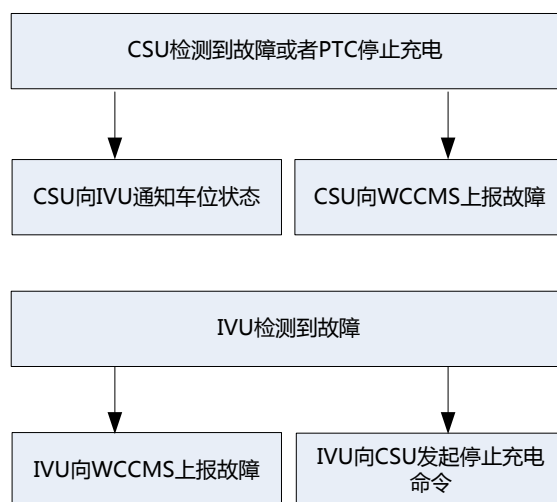 CSU检测到故障或者PTC停止充电
CSU向IVU通知车位状态
CSU向WCCMS上报故障
IVU检测到故障
IVU向WCCMS上报故障
IVU向CSU发起停止充电
命令